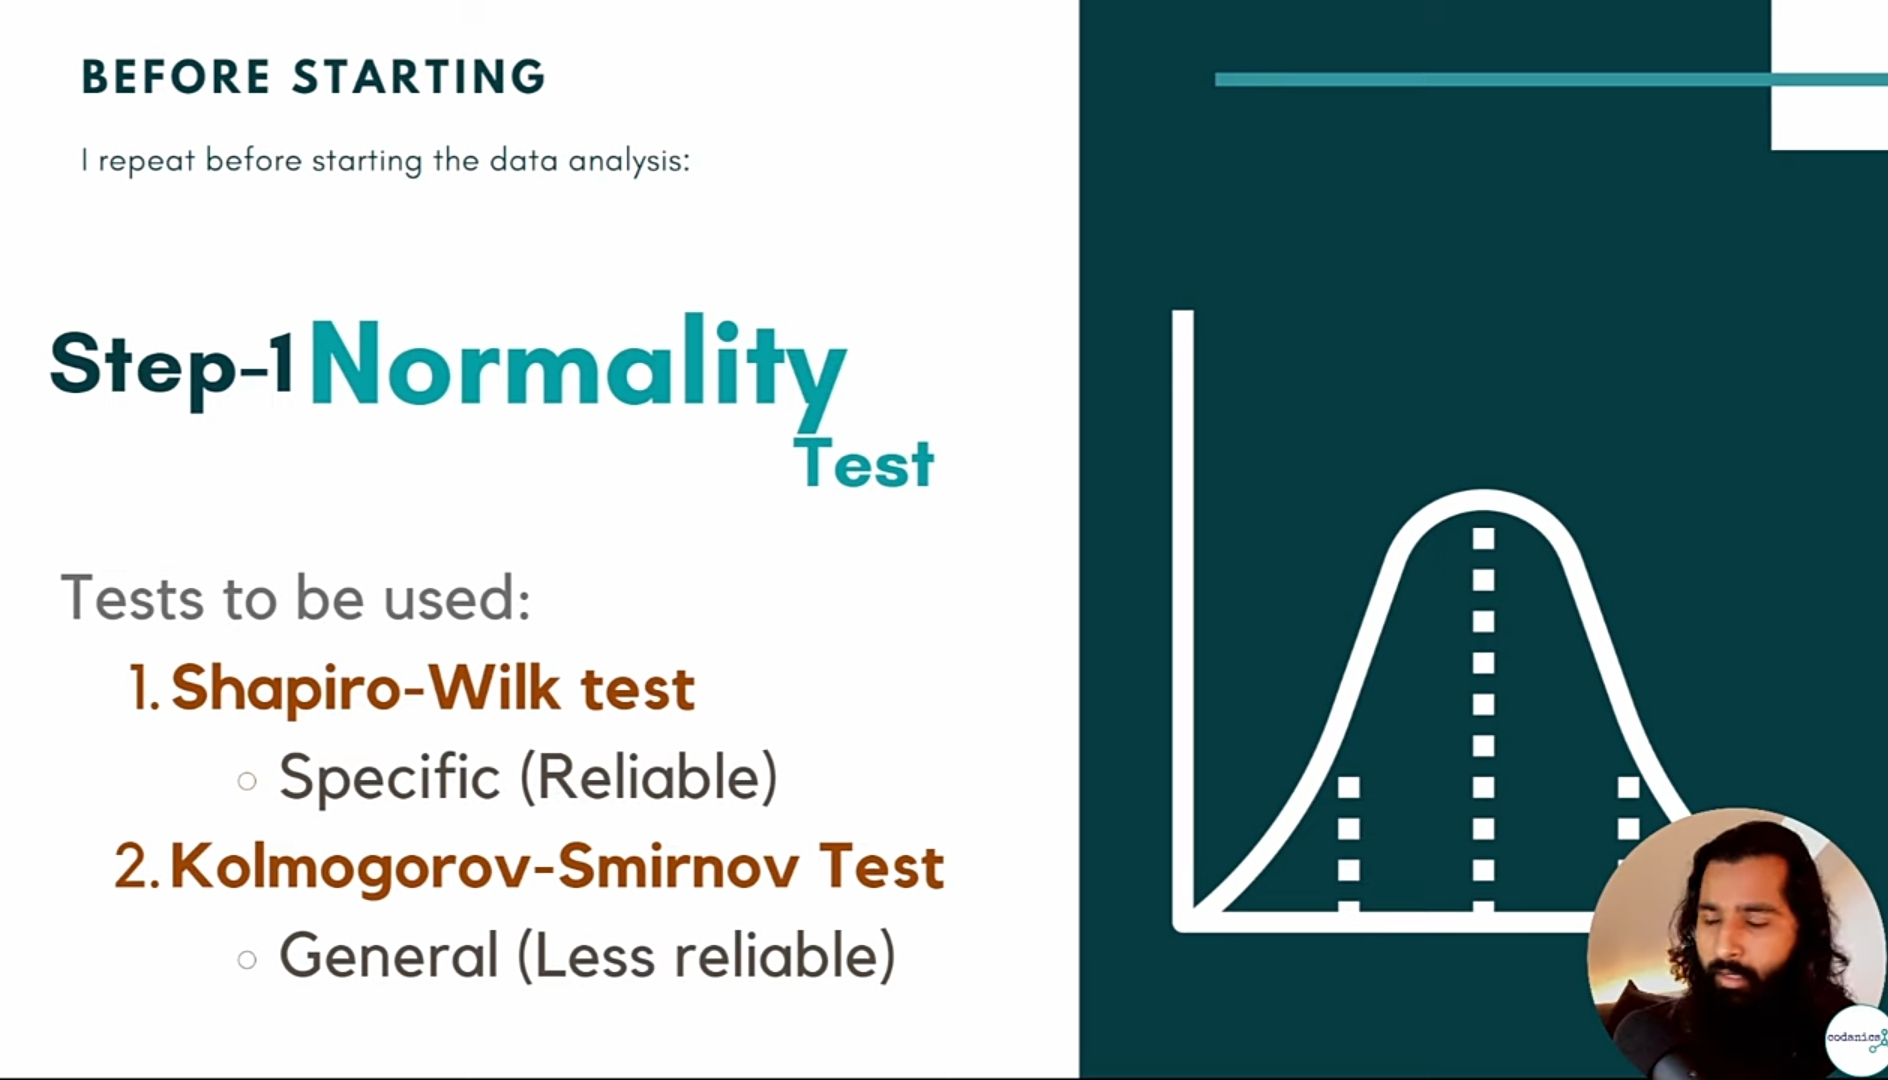 BEFORE STARTING
I repeat before starting the data analysis:
Step-1 Normality
Test
Tests to be used:
1. Shapiro-Wilk test
○ Specific (Reliable)
2. Kolmogorov-Smirnov Test
○ General (Less reliable)
codanics